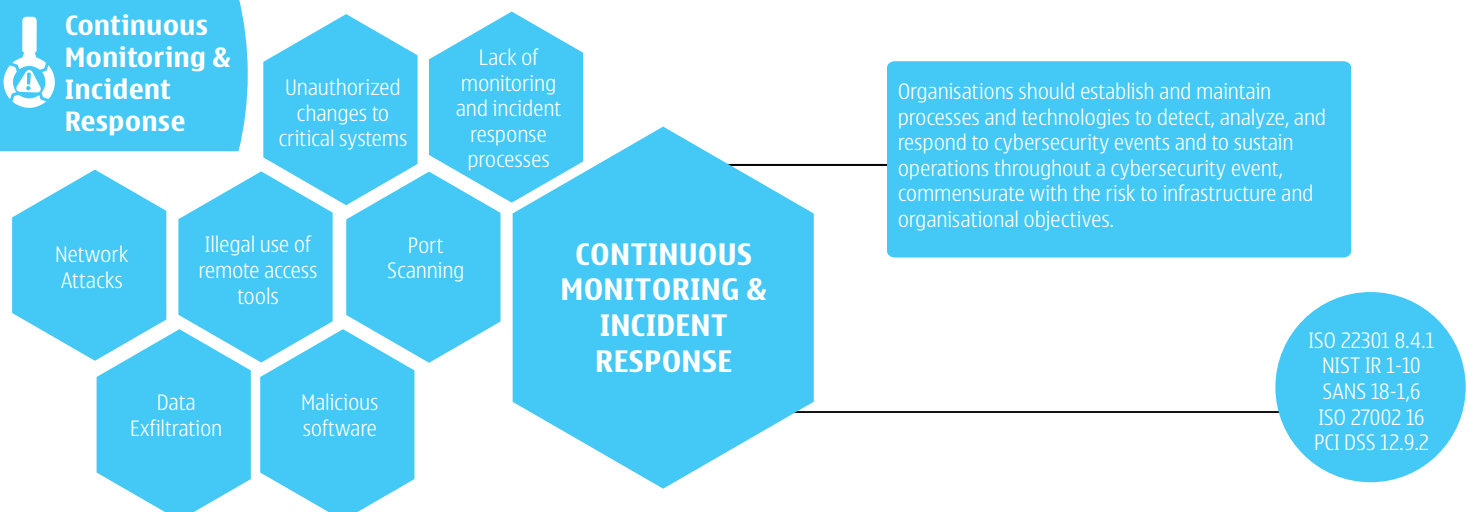 Continuous
Monitoring &
Incident
Response
Unauthorized
changes to
critical systems
Lack of
monitoring
and incident
response
processes
Network
Attacks
Illegal use of
remote access
tools
Port
Scanning
Data
Exfiltration
Malicious
software
CONTINUOUS
MONITORING &
INCIDENT
RESPONSE
Organisations should establish and maintain
processes and technologies to detect, analyze, and
respond to cybersecurity events and to sustain
operations throughout a cybersecurity event,
commensurate with the risk to infrastructure and
organisational objectives.
ISO 22301 8.4.1
NIST IR 1-10
SANS 18-1,6
ISO 27002 16
PCI DSS 12.9.2